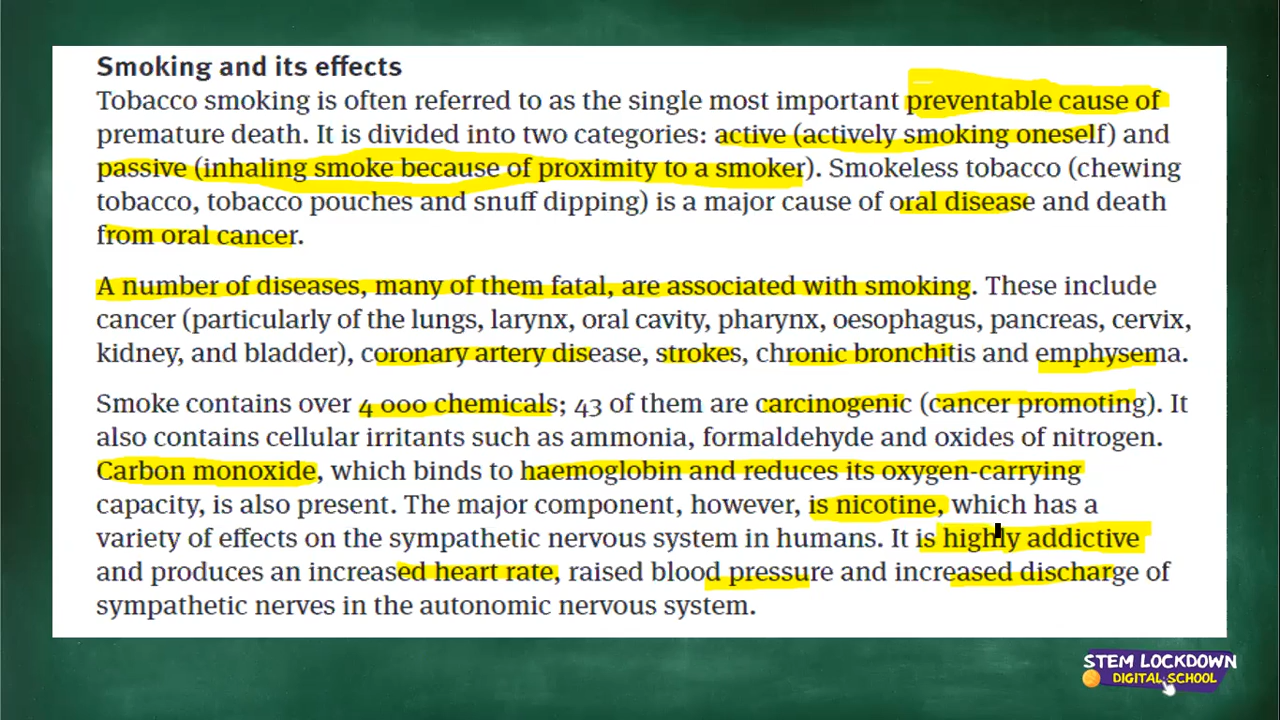 Smoking and its effects
Tobacco smoking is often referred to as the single most important preventable cause of
premature death. It is divided into two categories: active (actively smoking oneself) and
passive (inhaling smoke because of proximity to a smoker). Smokeless tobacco (chewing
tobacco, tobacco pouches and snuff dipping) is a major cause of oral disease and death
from oral cancer.
A number of diseases, many of them fatal, are associated with smoking. These include
cancer (particularly of the lungs, larynx, oral cavity, pharynx, oesophagus, pancreas, cervix,
kidney, and bladder), coronary artery disease, strokes, chronic bronchitis and emphysema.
Smoke contains over 4 000 chemicals; 43 of them are carcinogenic (cancer promoting). It
also contains cellular irritants such as ammonia, formaldehyde and oxides of nitrogen.
Carbon monoxide, which binds to haemoglobin and reduces its oxygen-carrying
capacity, is also present. The major component, however, is nicotine, which has a
variety of effects on the sympathetic nervous system in humans. It is highly addictive
and produces an increased heart rate, raised blood pressure and increased discharge of
sympathetic nerves in the autonomic nervous system.
STEM LOCKDOWN
DIGITAL SCHOOL